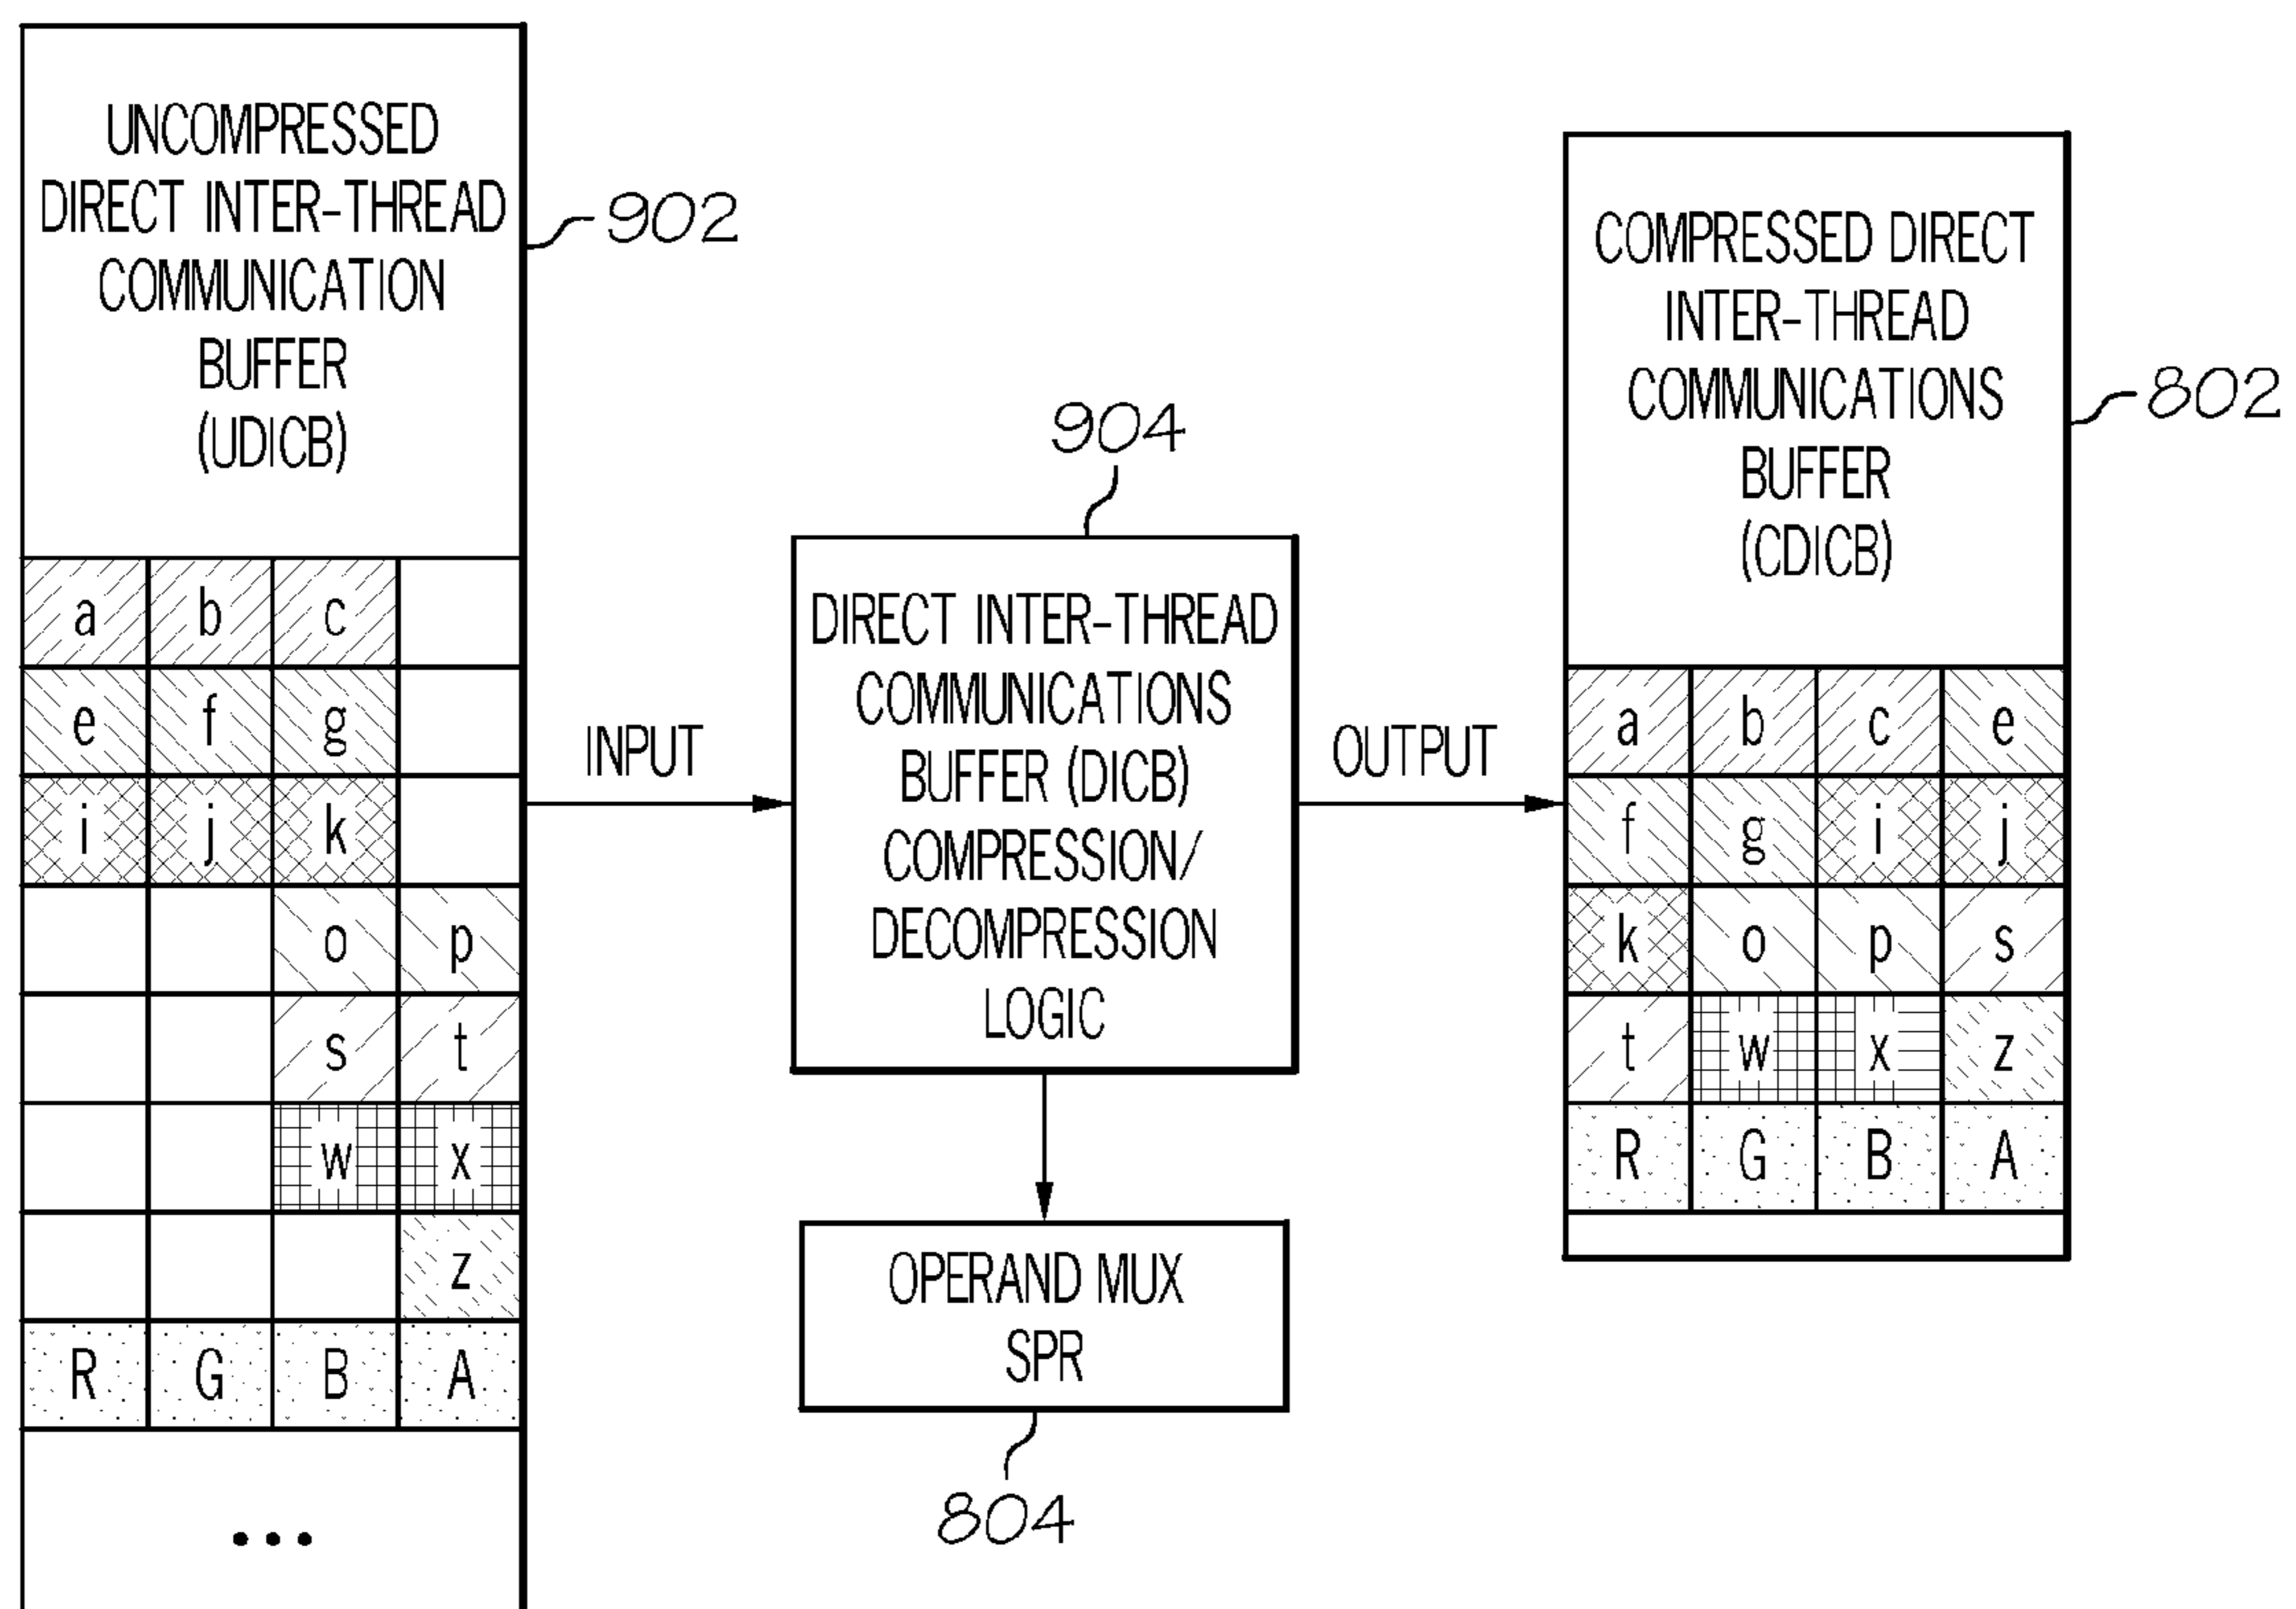 UNCOMPRESSED
DIRECT INTER-THREAD
COMMUNICATION
BUFFER
(UDICB)
902
a b c
e f g
i j k
o p
s t
w x
z
R G B A
...
INPUT
904
DIRECT INTER-THREAD
COMMUNICATIONS
BUFFER (DICB)
COMPRESSION/
DECOMPRESSION
LOGIC
OPERAND MUX
SPR
804
OUTPUT
COMPRESSED DIRECT
INTER-THREAD
COMMUNICATIONS
BUFFER
(CDICB)
802
a b c e
f g i j
k o p s
t w x z
R G B A